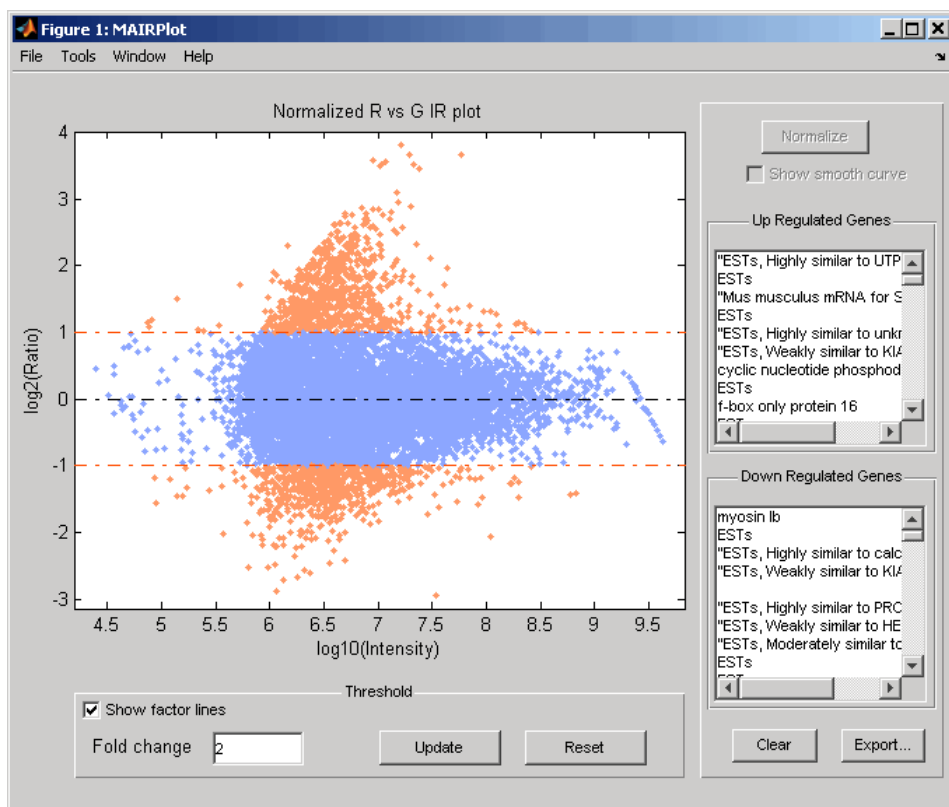 Figure 1: MAIRPlot
File Tools Window Help
Normalized R vs G IR plot
4
3
2
1
0
-1
-2
-3
log2(Ratio)
4.5 5 5.5 6 6.5 7 7.5 8 8.5 9 9.5
log10(Intensity)
Normalize
Show smooth curve
Up Regulated Genes
"ESTs, Highly similar to UTP
ESTs
"Mus musculus mRNA for S
ESTs
"ESTs, Highly similar to unkr
"ESTs, Weakly similar to KIA
cyclic nucleotide phosphod
ESTs
f-box only protein 16
Down Regulated Genes
myosin Ib
ESTs
"ESTs, Highly similar to calc
"ESTs, Weakly similar to KIA
"ESTs, Highly similar to PRC
"ESTs, Weakly similar to HE
"ESTs, Moderately similar to
ESTs
Threshold
Show factor lines
Fold change 2 Update Reset
Clear Export...